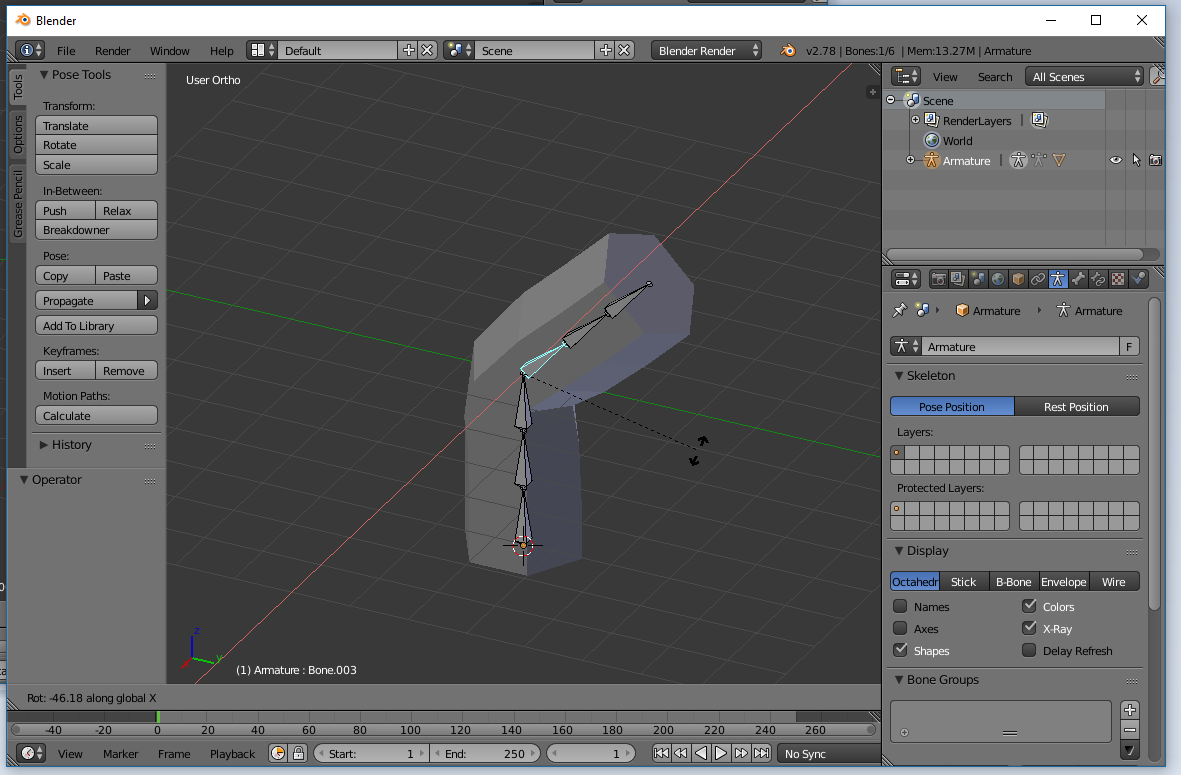 Blender
File Render Window Help Default Scene Blender Render v2.78 | Bones:1/6 | Mem:13.27M | Armature
Tools
Options
Grease Pencil
Pose Tools
Transform:
Translate
Rotate
Scale
In-Between:
Push Relax
Breakdowner
Pose:
Copy Paste
Propagate
Add To Library
Keyframes:
Insert Remove
Motion Paths:
Calculate
History
Operator
User Ortho
z
y
(1) Armature : Bone.003
Rot: -46.18 along global X
-40 -20 0 20 40 60 80 100 120 140 160 180 200 220 240 260
View Marker Frame Playback Start: 1 End: 250 1 No Sync
View Search All Scenes
Scene
RenderLayers |
World
Armature |
Armature Armature
Armature F
Skeleton
Pose Position Rest Position
Layers:
Protected Layers:
Display
Octahedr Stick B-Bone Envelope Wire
Names Colors
Axes X-Ray
Shapes Delay Refresh
Bone Groups